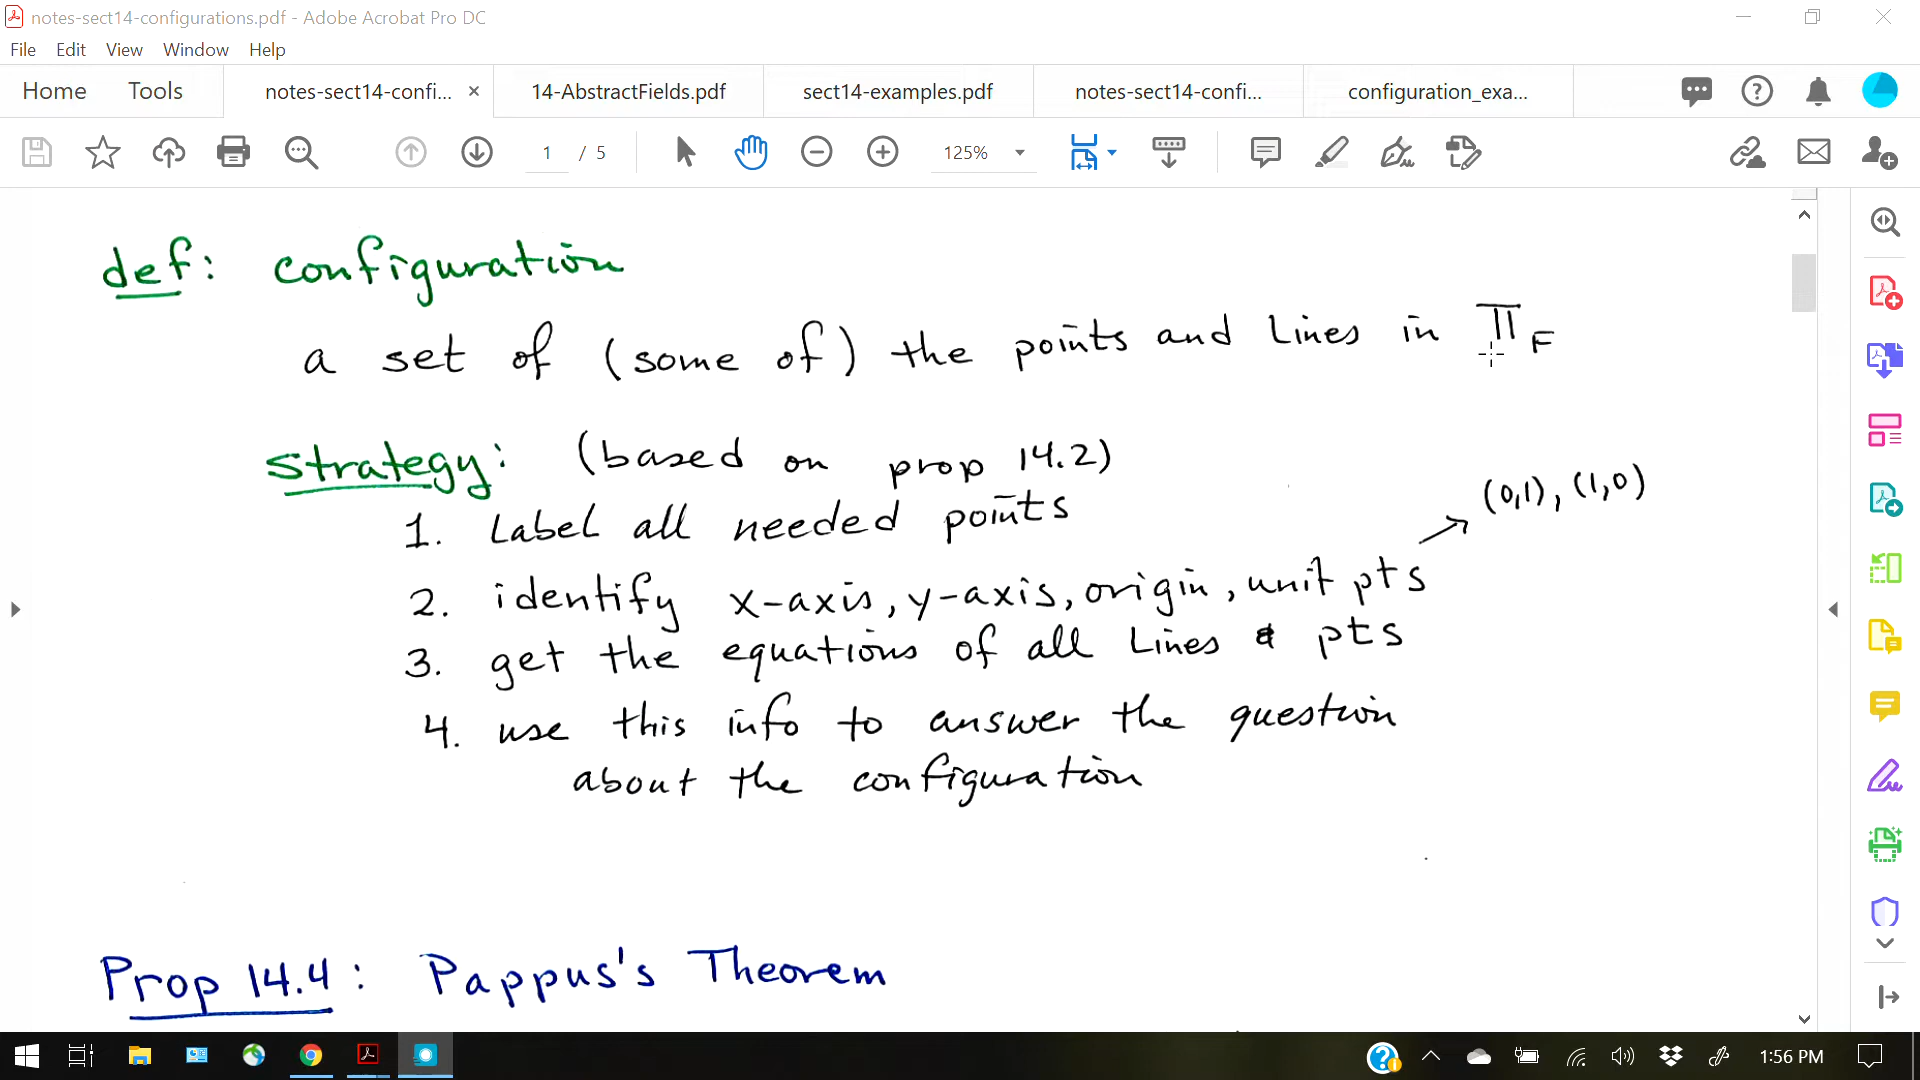 notes-sect14-configurations.pdf - Adobe Acrobat Pro DC
File Edit View Window Help
Home Tools notes-sect14-confi... × 14-AbstractFields.pdf sect14-examples.pdf notes-sect14-confi... configuration_exa...
1 / 5 125%
def: configuration
a set of (some of) the points and lines in Π F
strategy: (based on prop 14.2)
1. Label all needed points
(0,1), (1,0)
2. identify x-axis, y-axis, origin, unit pts
3. get the equations of all lines & pts
4. use this info to answer the question
about the configuration
Prop 14.4: Pappus's Theorem
1:56 PM